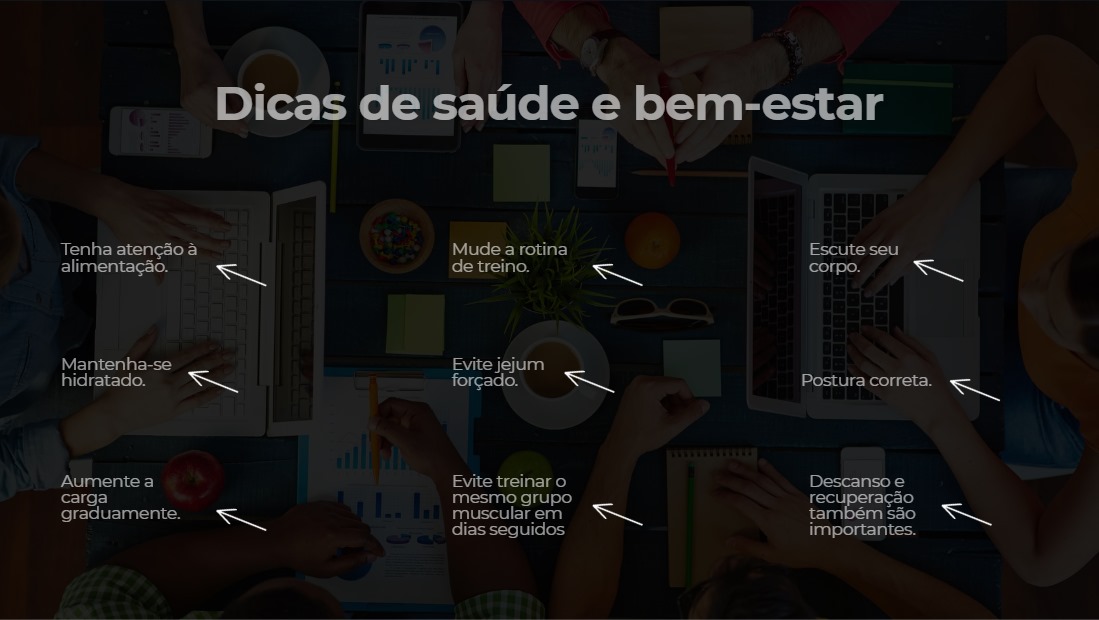 Dicas de saúde e bem-estar
Tenha atenção à
alimentação.
Mude a rotina
de treino.
Escute seu
corpo.
Mantenha-se
hidratado.
Evite jejum
forçado.
Postura correta.
Aumente a
carga
graduamente.
Evite treinar o
mesmo grupo
muscular em
dias seguidos
Descanso e
recuperação
também são
importantes.